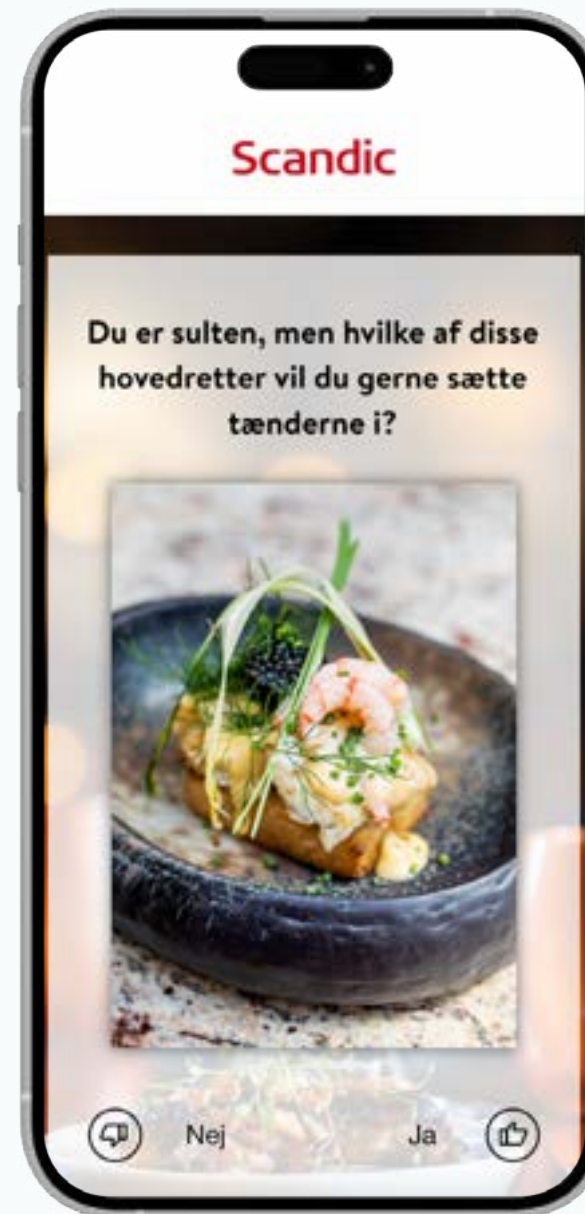 Scandic
Du er sulten, men hvilke af disse
hovedretter vil du gerne sætte
tænderne i?
Nej
Ja